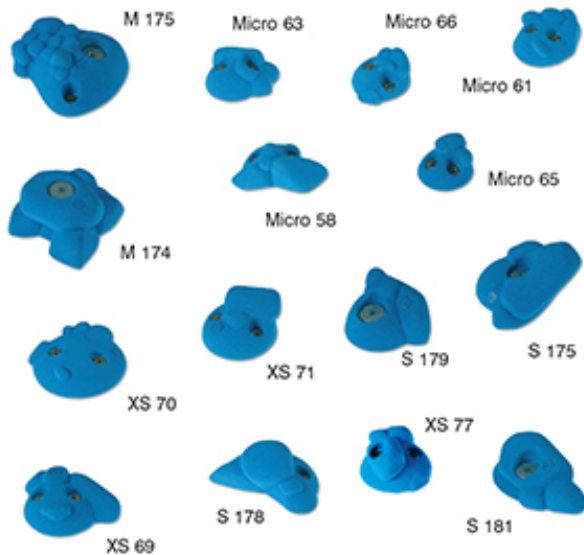 M 175
Micro 63
Micro 66
Micro 61
Micro 58
Micro 65
M 174
XS 70
XS 71
S 179
S 175
XS 77
XS 69
S 178
S 181